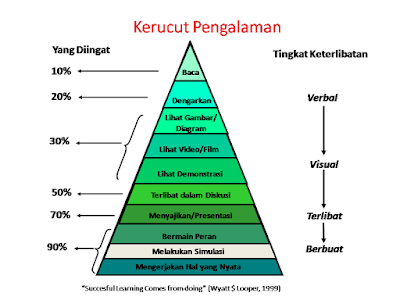 Kerucut Pengalaman
Yang Diingat
Tingkat Keterlibatan
10%
Baca
20%
Dengarkan
Verbal
Lihat Gambar/
Diagram
30%
Lihat Video/Film
Visual
Lihat Demonstrasi
50%
Terlibat dalam Diskusi
70%
Menyajikan/Presentasi
Terlibat
Bermain Peran
90%
Melakukan Simulasi
Berbuat
Mengerjakan Hal yang Nyata
"Succesful Learning Comes from doing" (Wyatt $ Looper, 1999)